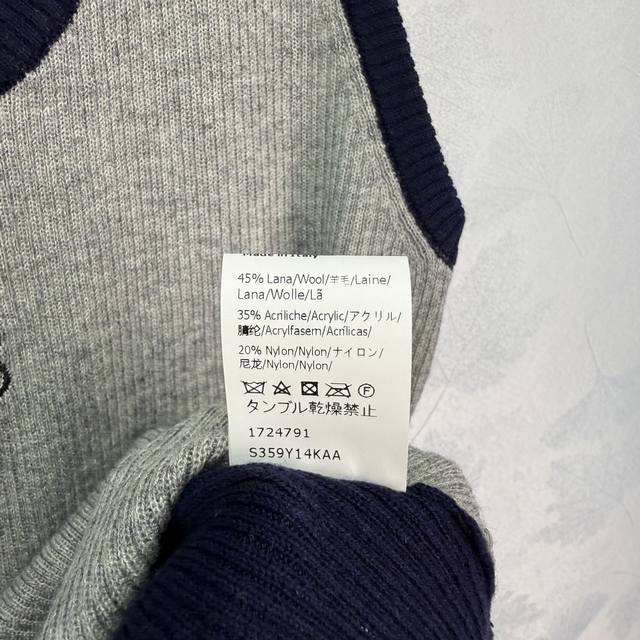 Made in Italy
45% Lana/Wool/羊毛/Laine/
Lana/Wolle/Lã
35% Acriliche/Acrylic/アクリル/
腈纶/Acrylfasern/Acrílicas/
20% Nylon/Nylon/ナイロン/
尼龙/Nylon/Nylon/
タンブル乾燥禁止
1724791
S359Y14KAA